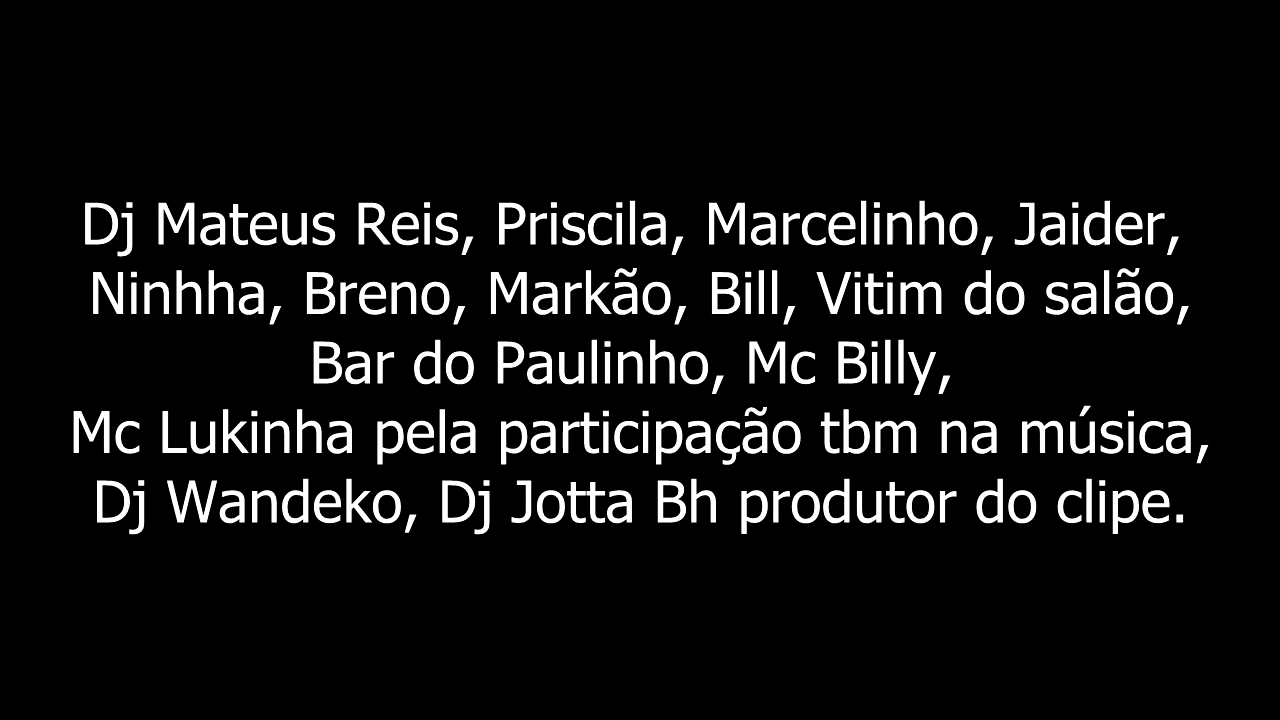 Dj Mateus Reis, Priscila, Marcelinho, Jaider,
Ninhha, Breno, Markão, Bill, Vitim do salão,
Bar do Paulinho, Mc Billy,
Mc Lukinha pela participação tbm na música,
Dj Wandeko, Dj Jotta Bh produtor do clipe.